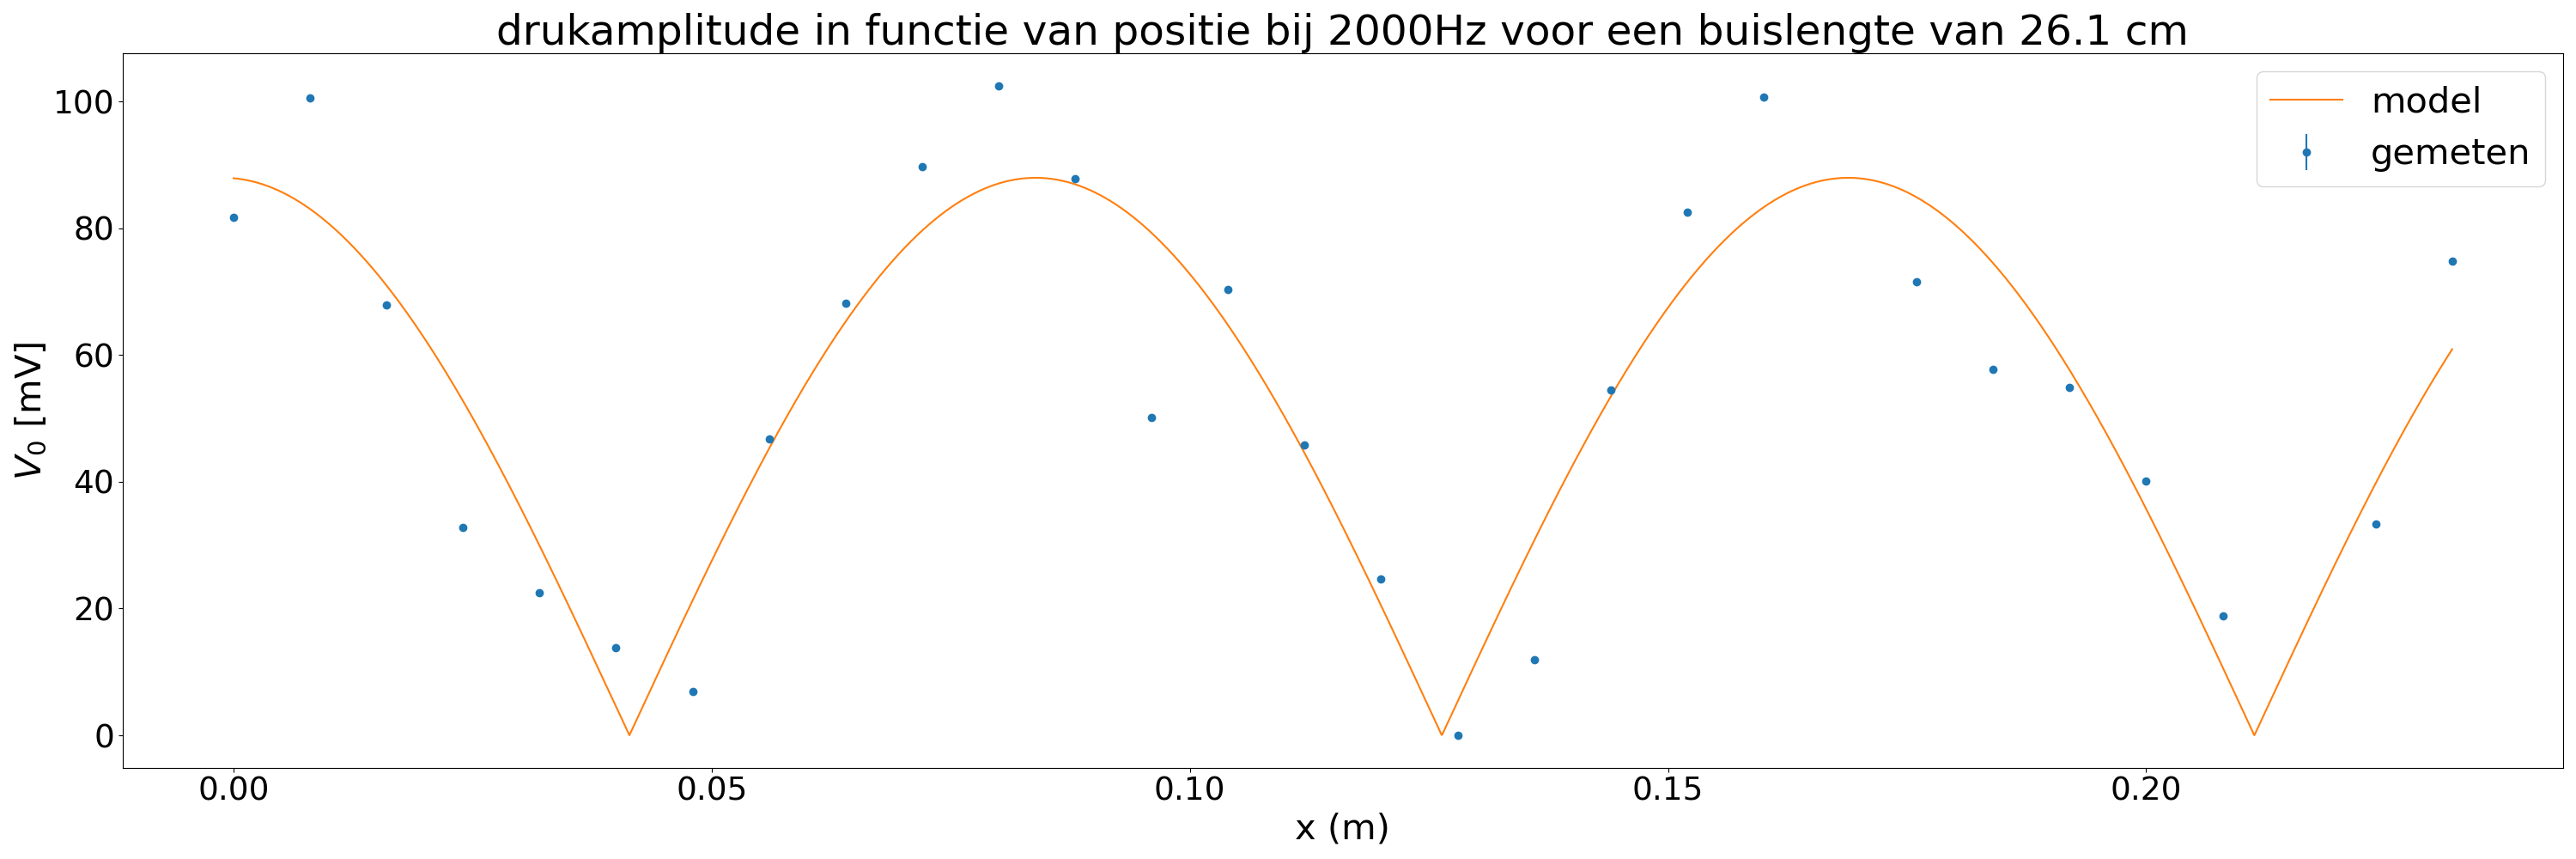 drukamplitude in functie van positie bij 2000Hz voor een buislengte van 26.1 cm
model
gemeten
100
80
60
40
20
0
V₀ [mV]
0.00 0.05 0.10 0.15 0.20
x (m)